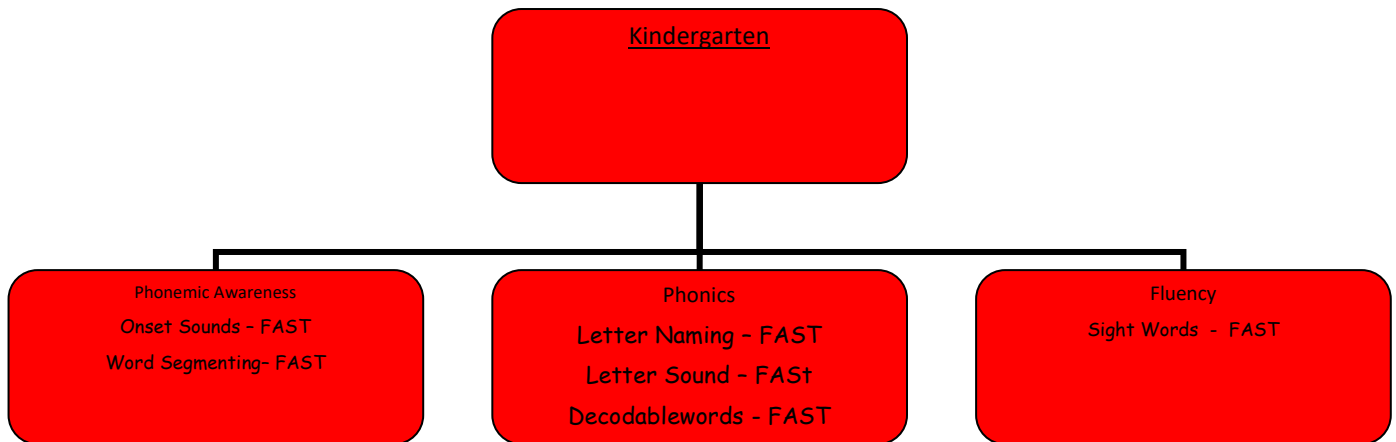 Kindergarten
Phonemic Awareness
Onset Sounds – FAST
Word Segmenting– FAST
Phonics
Letter Naming – FAST
Letter Sound – FASt
Decodablewords - FAST
Fluency
Sight Words - FAST